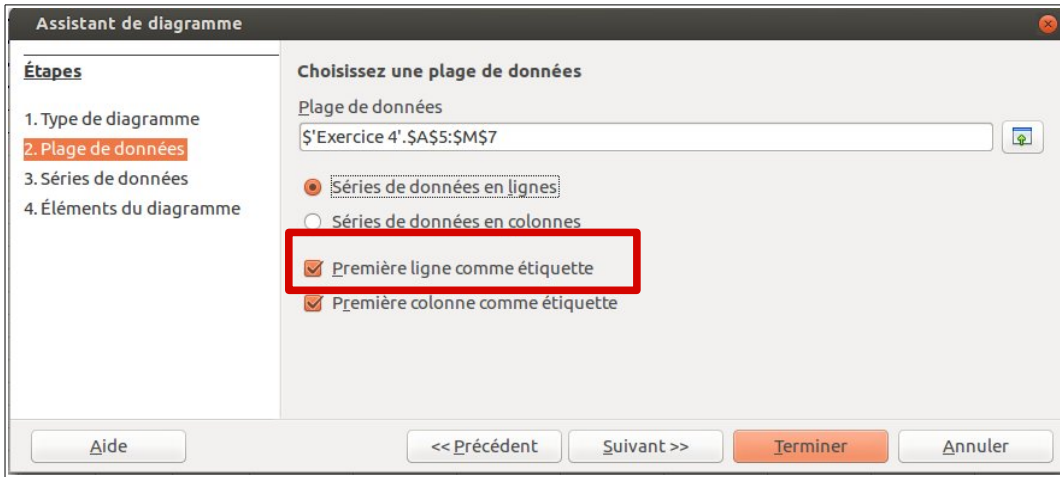 Assistant de diagramme
Étapes
1. Type de diagramme
2. Plage de données
3. Séries de données
4. Éléments du diagramme
Choisissez une plage de données
Plage de données
$'Exercice 4'.$A$5:$M$7
Séries de données en lignes
Séries de données en colonnes
Première ligne comme étiquette
Première colonne comme étiquette
Aide
<< Précédent
Suivant >>
Terminer
Annuler